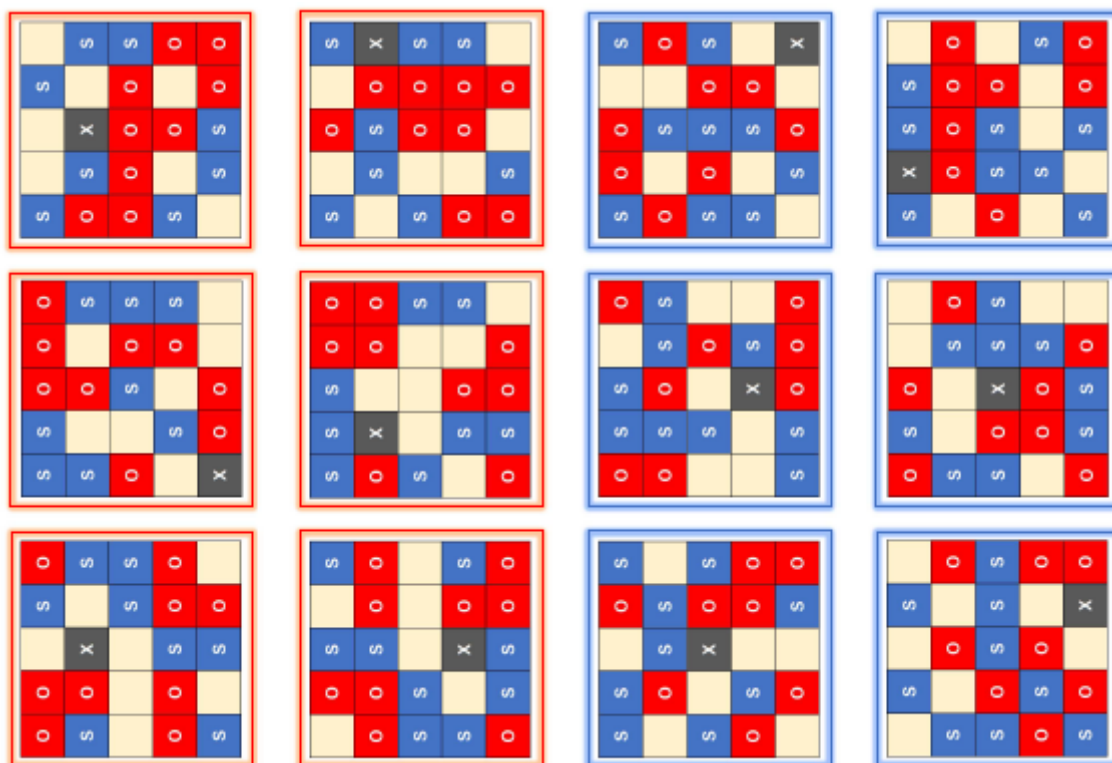 S S O O
S O O
X O O S
S O S
S O O S
S X S S
O O O O
O S O O
S S
S S O O
S O S X
O O
O S S S O
O O S
S O S S
O S O
S O O O
S O S S
X O S S
S O S
O S S S
O O O
O O S O
S S O
S S O X
O O S S
O O O
S O O
S X S S
S O S O
O S O
S O S O
S O X O
S S S S
O O S
O S
S S S O
O X O S
S O O S
O S S O
O S S O
S S O O
X S S
O O O
O S O S
S O S O
O O O
S S X S
O O S S
O S S O
S S O O
O S O O S
S X
S O S O
S S O
O S O O
S S X
O S O
S O S O
S S O S